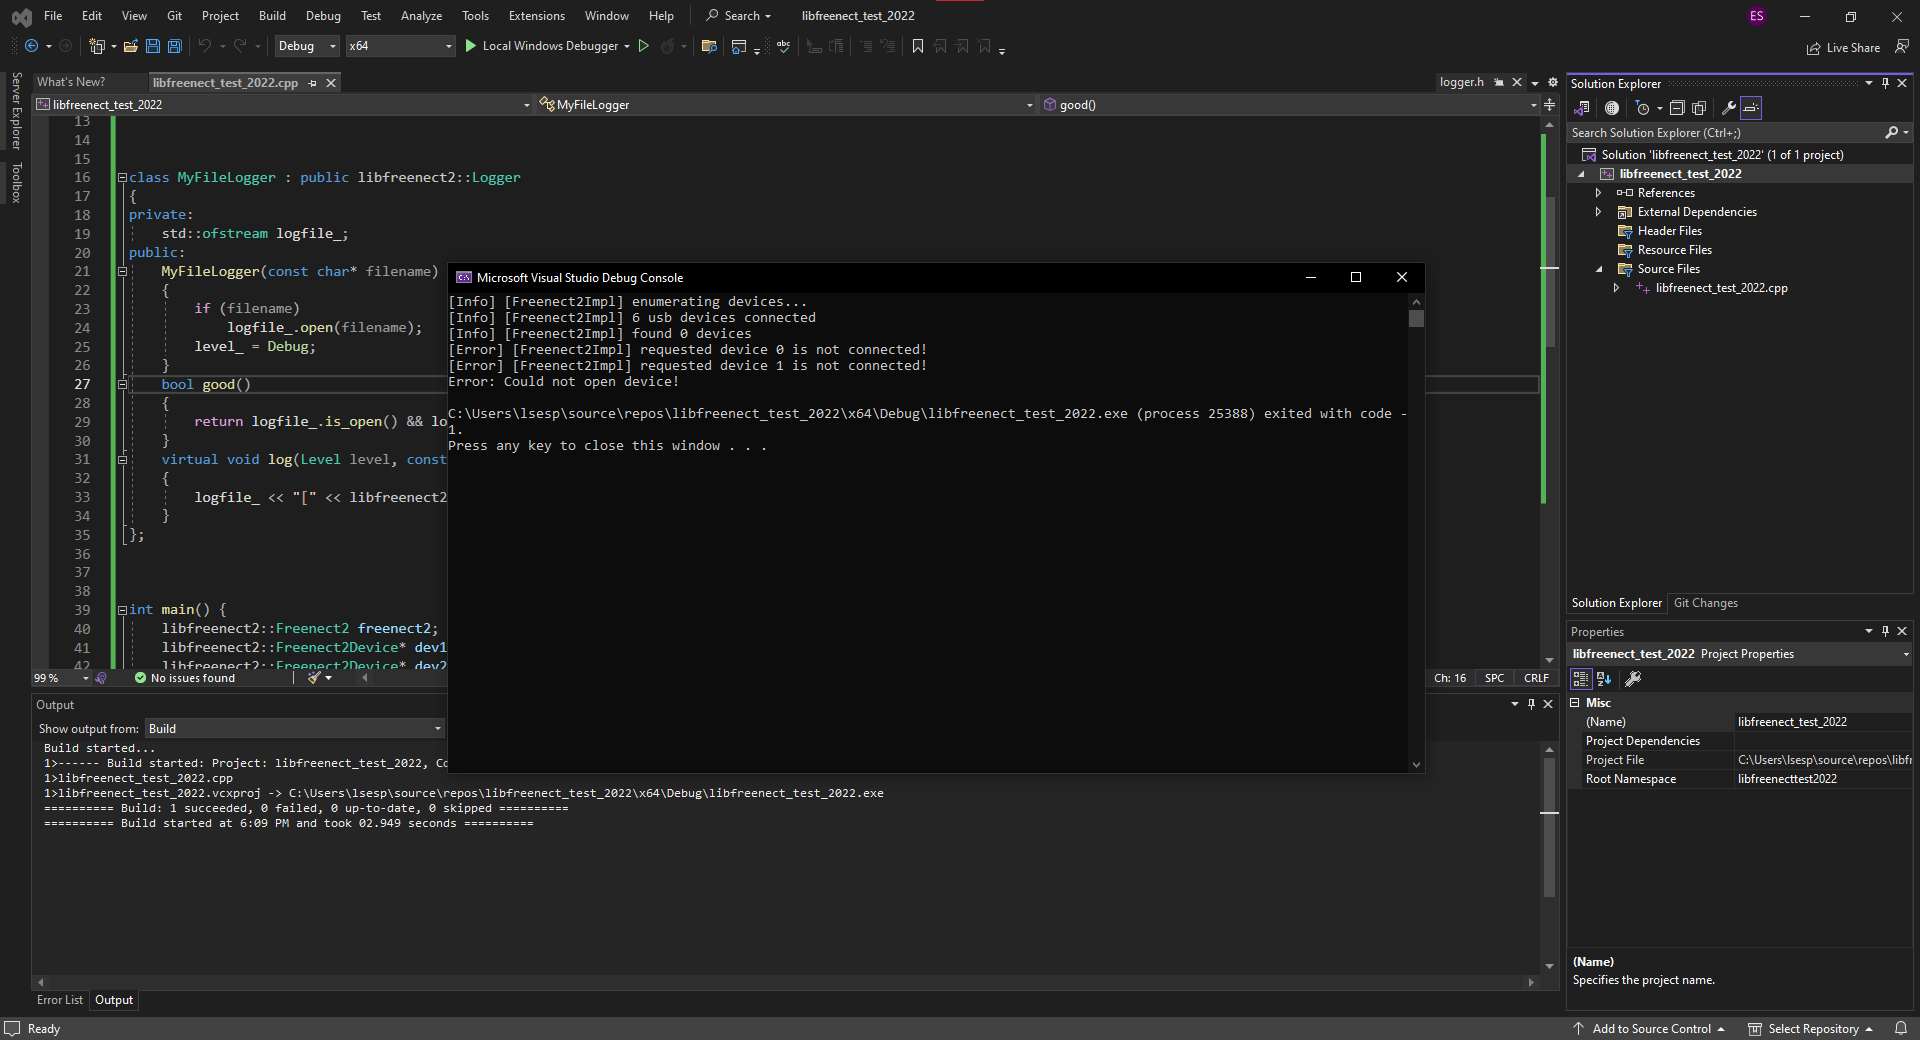 File Edit View Git Project Build Debug Test Analyze Tools Extensions Window Help Search libfreenect_test_2022 ES
Debug x64 Local Windows Debugger abc Live Share
Server Explorer
Toolbox
What's New? libfreenect_test_2022.cpp logger.h
libfreenect_test_2022 MyFileLogger good()
13
14
15
16 class MyFileLogger : public libfreenect2::Logger
17 {
18 private:
19 std::ofstream logfile_;
20 public:
21 MyFileLogger(const char* filename)
22 {
23 if (filename)
24 logfile_.open(filename);
25 level_ = Debug;
26 }
27 bool good()
28 {
29 return logfile_.is_open() && lo
30 }
31 virtual void log(Level level, const
32 {
33 logfile_ << "[" << libfreenect2
34 }
35 };
36
37
38
39 int main() {
40 libfreenect2::Freenect2 freenect2;
41 libfreenect2::Freenect2Device* dev1
42 libfreenect2::Freenect2Device* dev2
99 % No issues found Ch: 16 SPC CRLF
Microsoft Visual Studio Debug Console
[Info] [Freenect2Impl] enumerating devices...
[Info] [Freenect2Impl] 6 usb devices connected
[Info] [Freenect2Impl] found 0 devices
[Error] [Freenect2Impl] requested device 0 is not connected!
[Error] [Freenect2Impl] requested device 1 is not connected!
Error: Could not open device!
C:\Users\lsesp\source\repos\libfreenect_test_2022\x64\Debug\libfreenect_test_2022.exe (process 25388) exited with code -
1.
Press any key to close this window . . .
Output
Show output from: Build
Build started...
1>------ Build started: Project: libfreenect_test_2022, Co
1>libfreenect_test_2022.cpp
1>libfreenect_test_2022.vcxproj -> C:\Users\lsesp\source\repos\libfreenect_test_2022\x64\Debug\libfreenect_test_2022.exe
========== Build: 1 succeeded, 0 failed, 0 up-to-date, 0 skipped ==========
========== Build started at 6:09 PM and took 02.949 seconds ==========
Error List Output
Solution Explorer
Search Solution Explorer (Ctrl+;)
Solution 'libfreenect_test_2022' (1 of 1 project)
libfreenect_test_2022
References
External Dependencies
Header Files
Resource Files
Source Files
libfreenect_test_2022.cpp
Solution Explorer Git Changes
Properties
libfreenect_test_2022 Project Properties
Misc
(Name) libfreenect_test_2022
Project Dependencies
Project File C:\Users\lsesp\source\repos\libfr
Root Namespace libfreenecttest2022
(Name)
Specifies the project name.
Ready Add to Source Control Select Repository